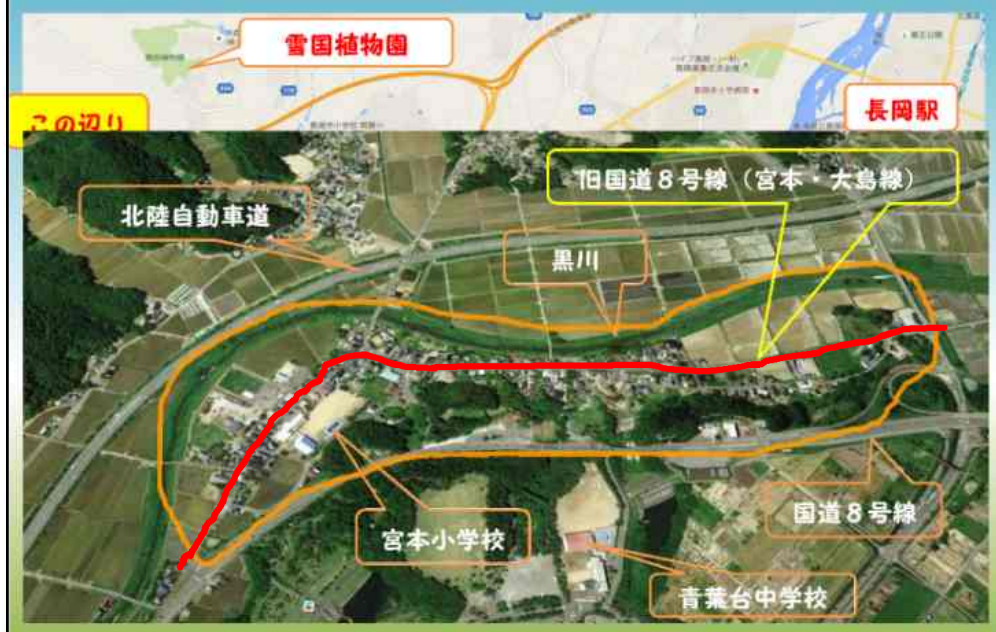 雪国植物園
長岡駅
この辺り
旧国道８号線（宮本・大島線）
北陸自動車道
黒川
国道８号線
宮本小学校
青葉台中学校